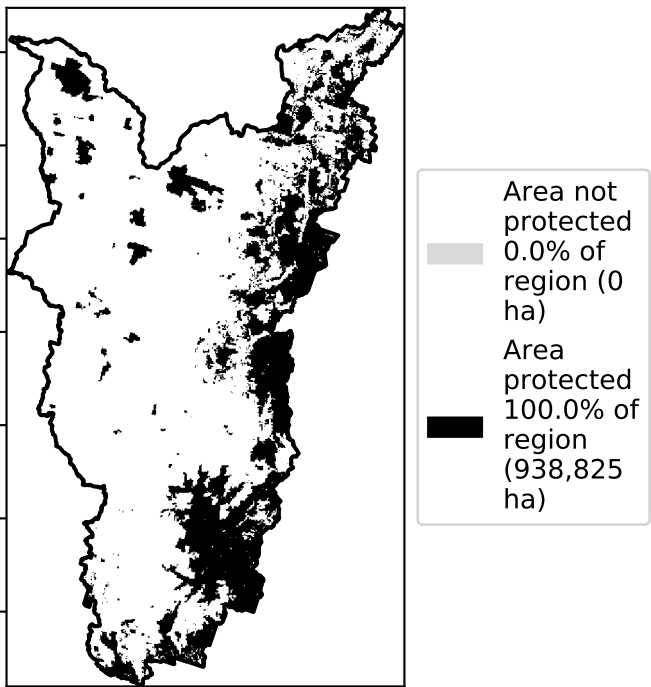 Area not
protected
0.0% of
region (0
ha)
Area
protected
100.0% of
region
(938,825
ha)